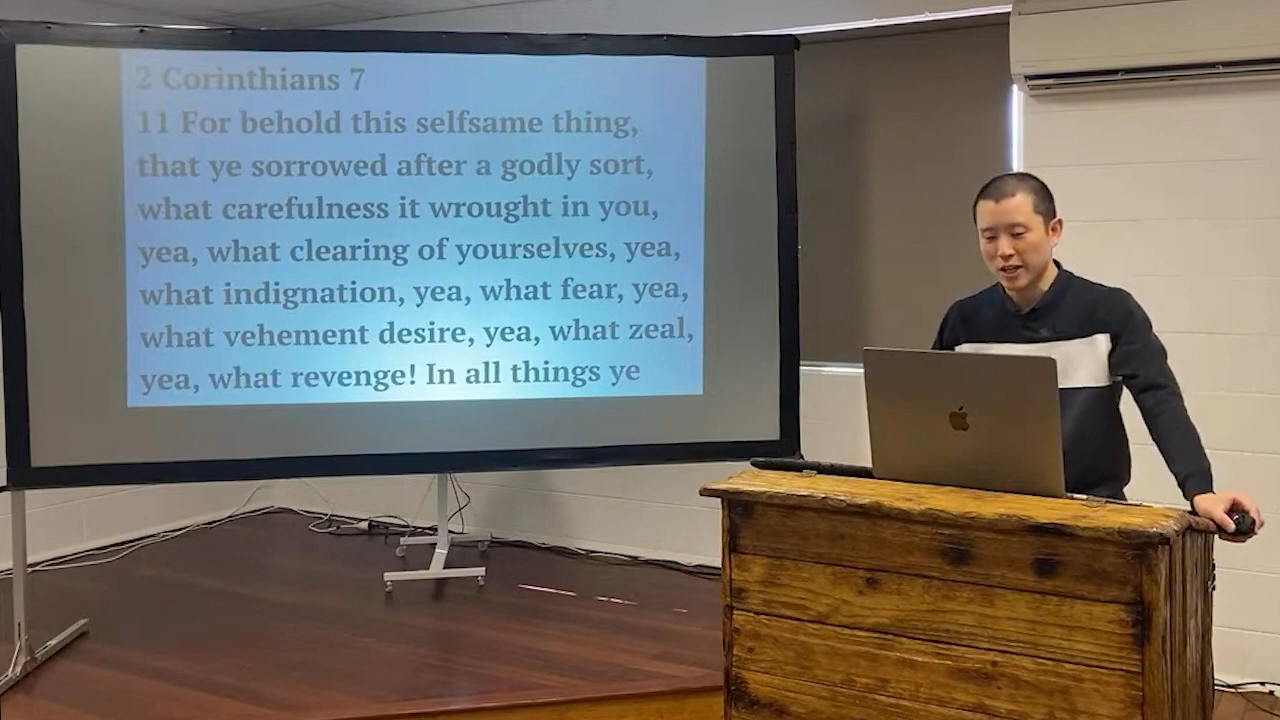 2 Corinthians 7
11 For behold this selfsame thing,
that ye sorrowed after a godly sort,
what carefulness it wrought in you,
yea, what clearing of yourselves, yea,
what indignation, yea, what fear, yea,
what vehement desire, yea, what zeal,
yea, what revenge! In all things ye